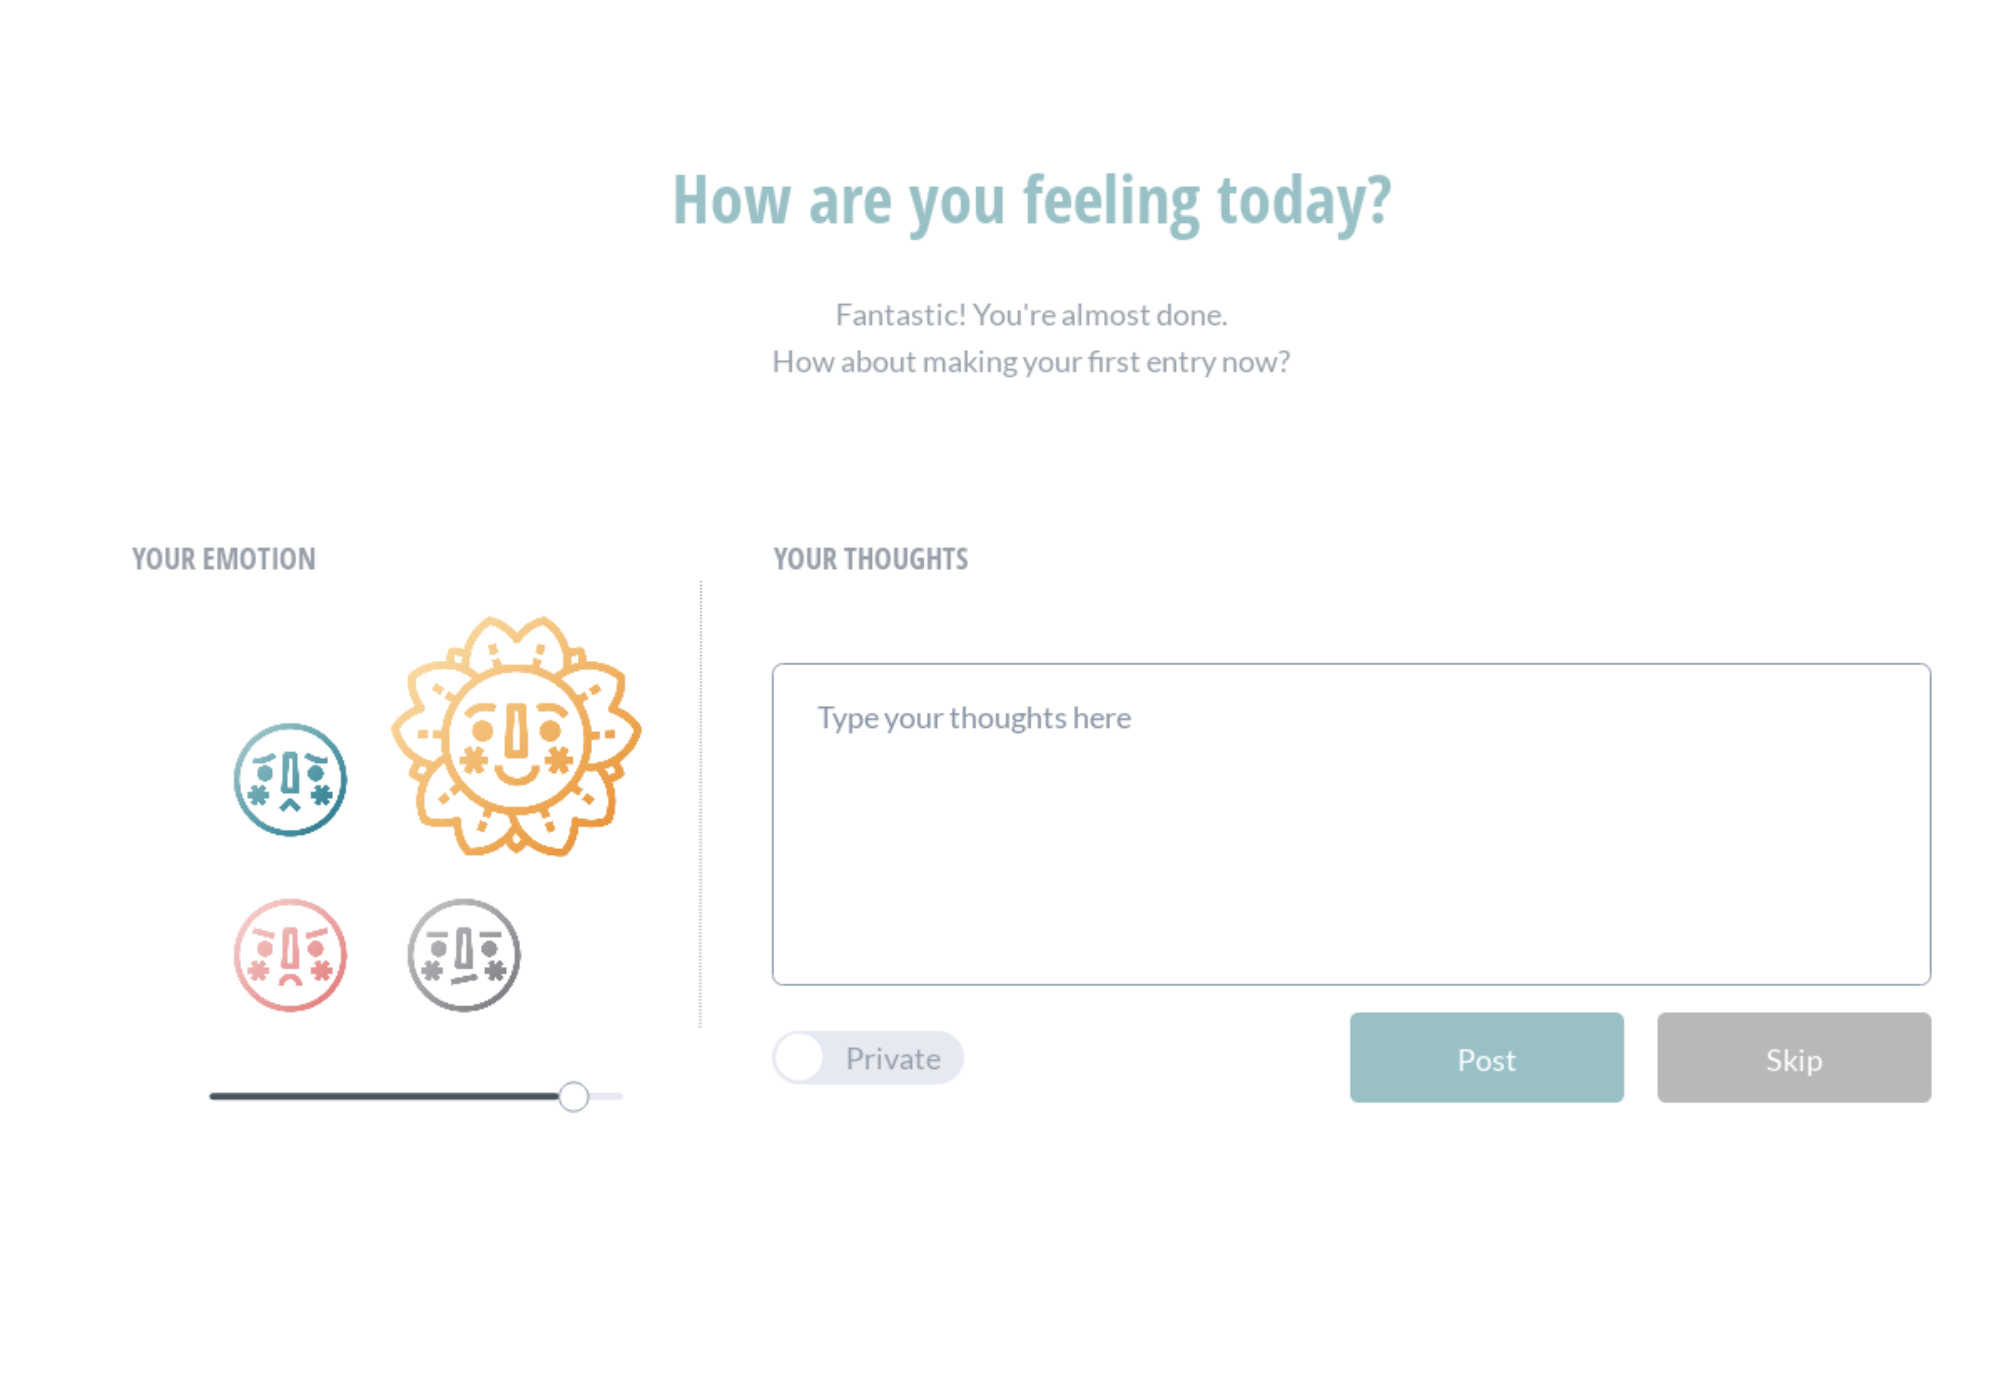 How are you feeling today?
Fantastic! You're almost done.
How about making your first entry now?
YOUR EMOTION
YOUR THOUGHTS
Type your thoughts here
Private
Post
Skip